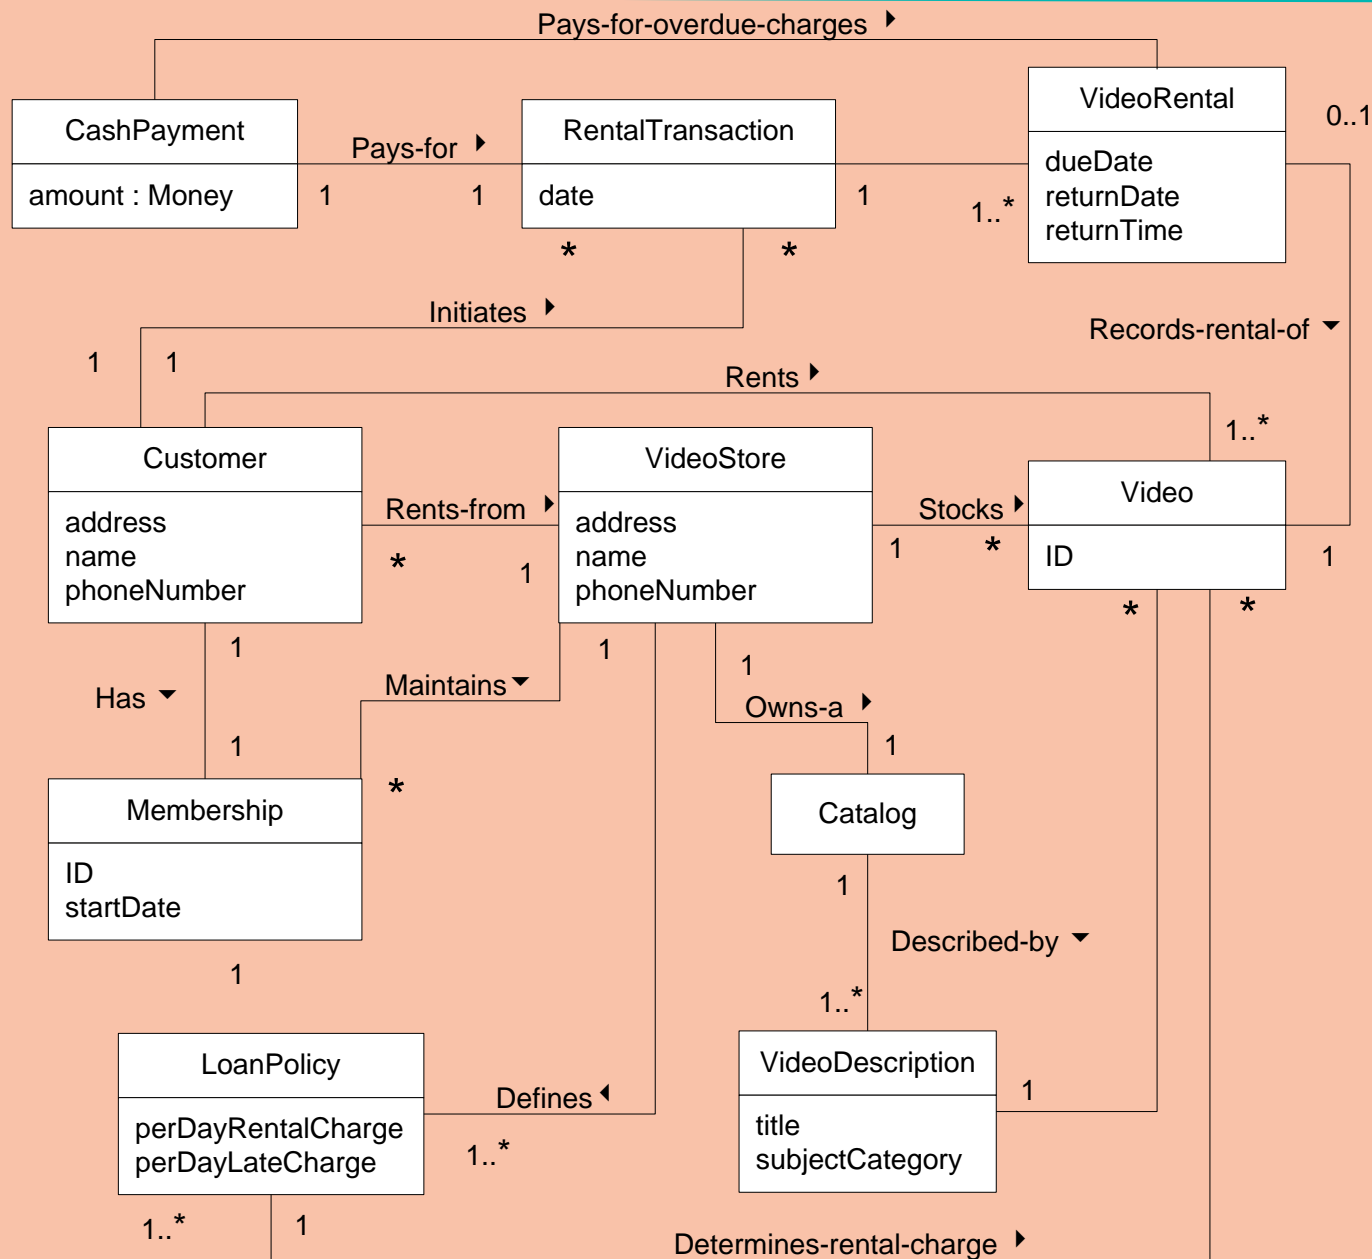 Pays-for-overdue-charges
CashPayment
amount : Money
Pays-for
1
1
RentalTransaction
date
1
1..*
VideoRental
dueDate
returnDate
returnTime
0..1
*
*
Initiates
1
1
Records-rental-of
Rents
1..*
Customer
address
name
phoneNumber
Rents-from
*
1
VideoStore
address
name
phoneNumber
Stocks
1
*
Video
ID
1
*
*
1
Has
1
Maintains
*
1
1
Owns-a
1
Membership
ID
startDate
1
Catalog
1
Described-by
1..*
LoanPolicy
perDayRentalCharge
perDayLateCharge
Defines
1..*
VideoDescription
title
subjectCategory
1
1..*
1
Determines-rental-charge